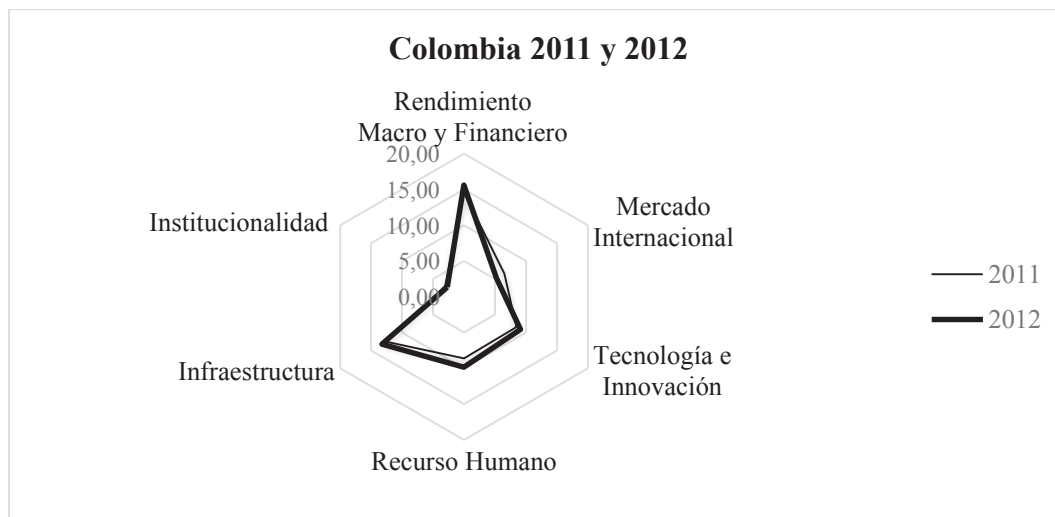 Colombia 2011 y 2012
Rendimiento
Macro y Financiero
20,00
15,00
10,00
5,00
0,00
Mercado
Internacional
Tecnología e
Innovación
Recurso Humano
Infraestructura
Institucionalidad
2011
2012